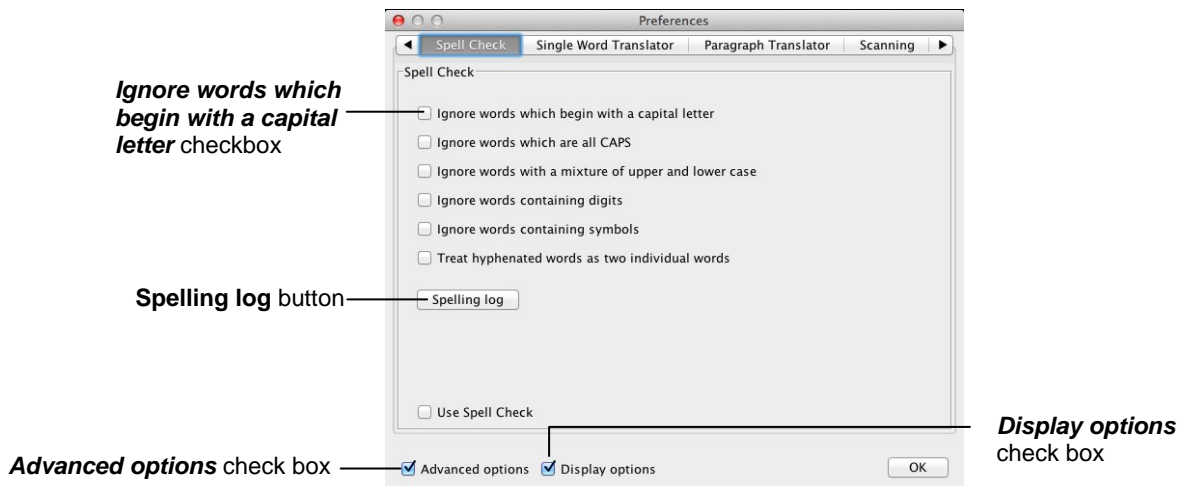 Preferences
Spell Check Single Word Translator Paragraph Translator Scanning
Spell Check
Ignore words which
begin with a capital
letter checkbox
Ignore words which begin with a capital letter
Ignore words which are all CAPS
Ignore words with a mixture of upper and lower case
Ignore words containing digits
Ignore words containing symbols
Treat hyphenated words as two individual words
Spelling log button
Spelling log
Use Spell Check
Display options
check box
Advanced options check box
Advanced options Display options OK